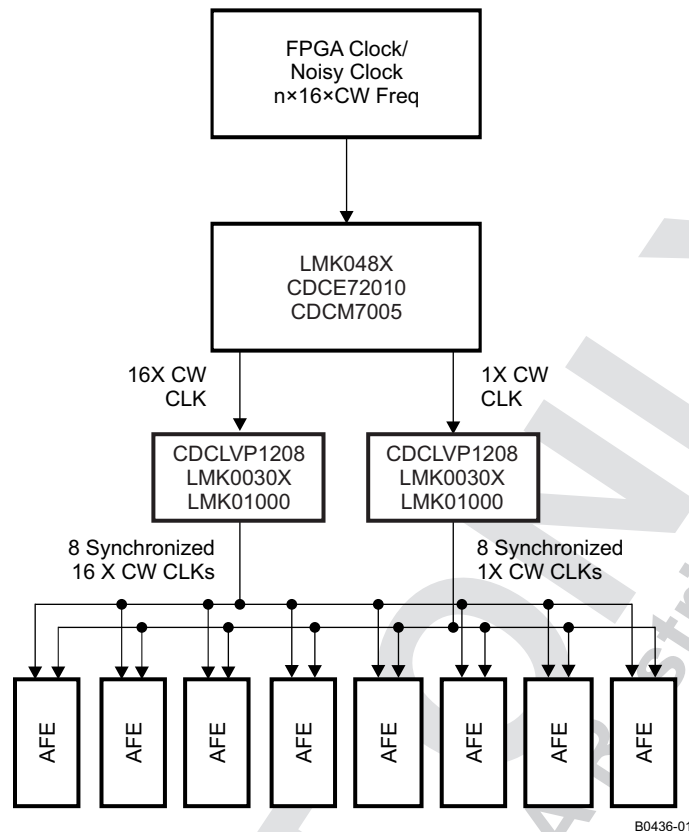 FPGA Clock/
Noisy Clock
n×16×CW Freq
LMK048X
CDCE72010
CDCM7005
16X CW
CLK
1X CW
CLK
CDCLVP1208
LMK0030X
LMK01000
CDCLVP1208
LMK0030X
LMK01000
8 Synchronized
16 X CW CLKs
8 Synchronized
1X CW CLKs
AFE
AFE
AFE
AFE
AFE
AFE
AFE
AFE
B0436-01